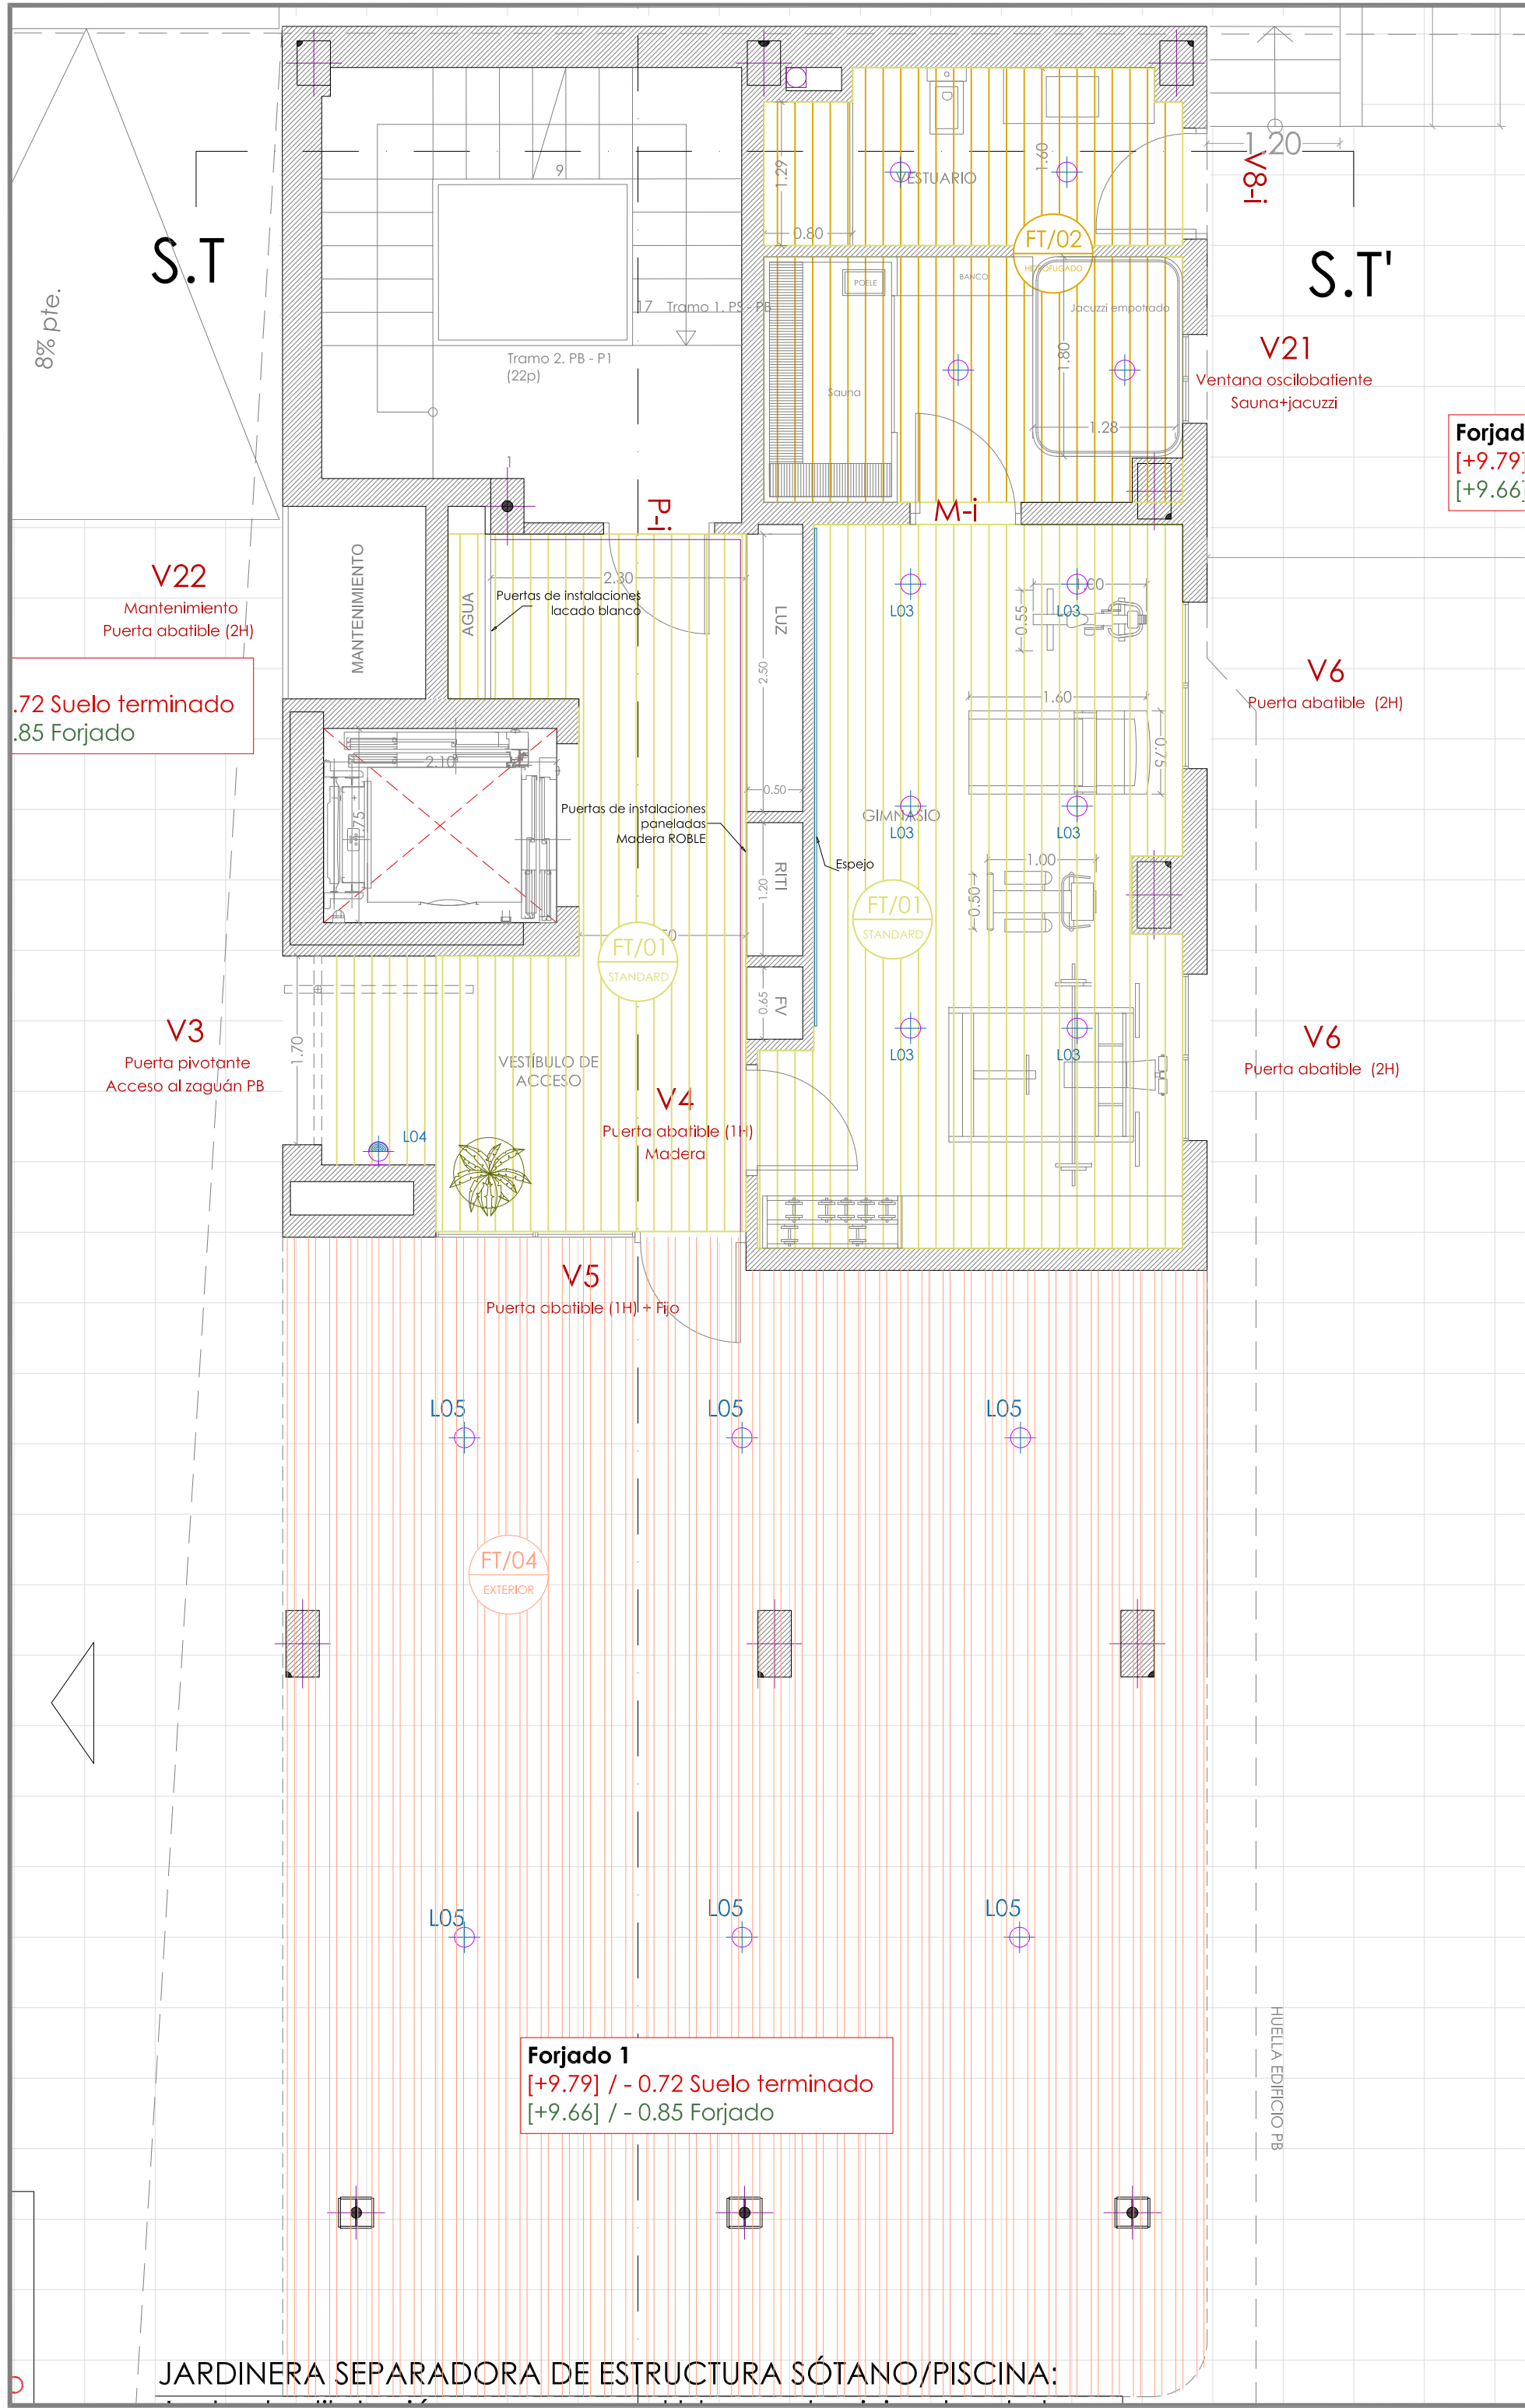 1.20
V8-i
S.T
S.T'
8% pte.
9
17
Tramo 1. PS - PB
Tramo 2. PB - P1
(22p)
1.29
0.80
VESTUARIO
1.60
FT/02
HIDROFUGADO
POELE
BANCO
Jacuzzi empotrado
1.80
1.28
Sauna
V21
Ventana oscilobatiente
Sauna+jacuzzi
Forjad
[+9.79]
[+9.66]
1
P-i
M-i
V22
Mantenimiento
Puerta abatible (2H)
MANTENIMIENTO
AGUA
2.30
Puertas de instalaciones
lacado blanco
LUZ
2.50
0.50
L03
L03
1.00
0.55
1.60
0.75
V6
Puerta abatible (2H)
.72 Suelo terminado
.85 Forjado
2.10
Puertas de instalaciones
paneladas
Madera ROBLE
RITI
1.20
Espejo
GIMNASIO
L03
L03
1.00
0.50
FT/01
STANDARD
FT/01
STANDARD
FV
0.65
V3
Puerta pivotante
Acceso al zaguán PB
1.70
VESTÍBULO DE
ACCESO
L04
V4
Puerta abatible (1H)
Madera
L03
L03
V6
Puerta abatible (2H)
V5
Puerta abatible (1H) + Fijo
L05
L05
L05
FT/04
EXTERIOR
L05
L05
L05
HUELLA EDIFICIO PB
Forjado 1
[+9.79] / - 0.72 Suelo terminado
[+9.66] / - 0.85 Forjado
JARDINERA SEPARADORA DE ESTRUCTURA SÓTANO/PISCINA: